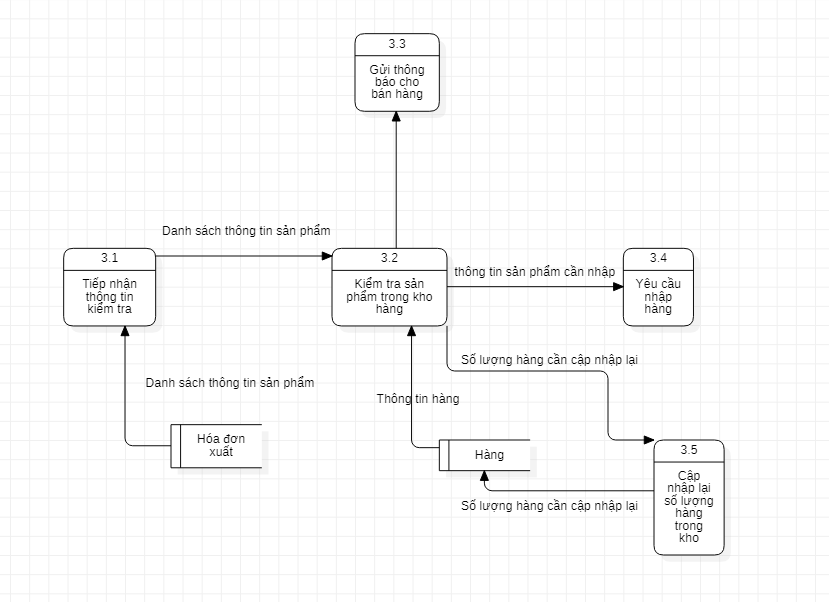 3.3
Gửi thông
báo cho
bán hàng
Danh sách thông tin sản phẩm
3.1
Tiếp nhận
thông tin
kiểm tra
3.2
Kiểm tra sản
phẩm trong kho
hàng
thông tin sản phẩm cần nhập
3.4
Yêu cầu
nhập
hàng
Số lượng hàng cần cập nhập lại
Danh sách thông tin sản phẩm
Thông tin hàng
Hóa đơn
xuất
Hàng
3.5
Cập
nhập lại
số lượng
hàng
trong
kho
Số lượng hàng cần cập nhập lại